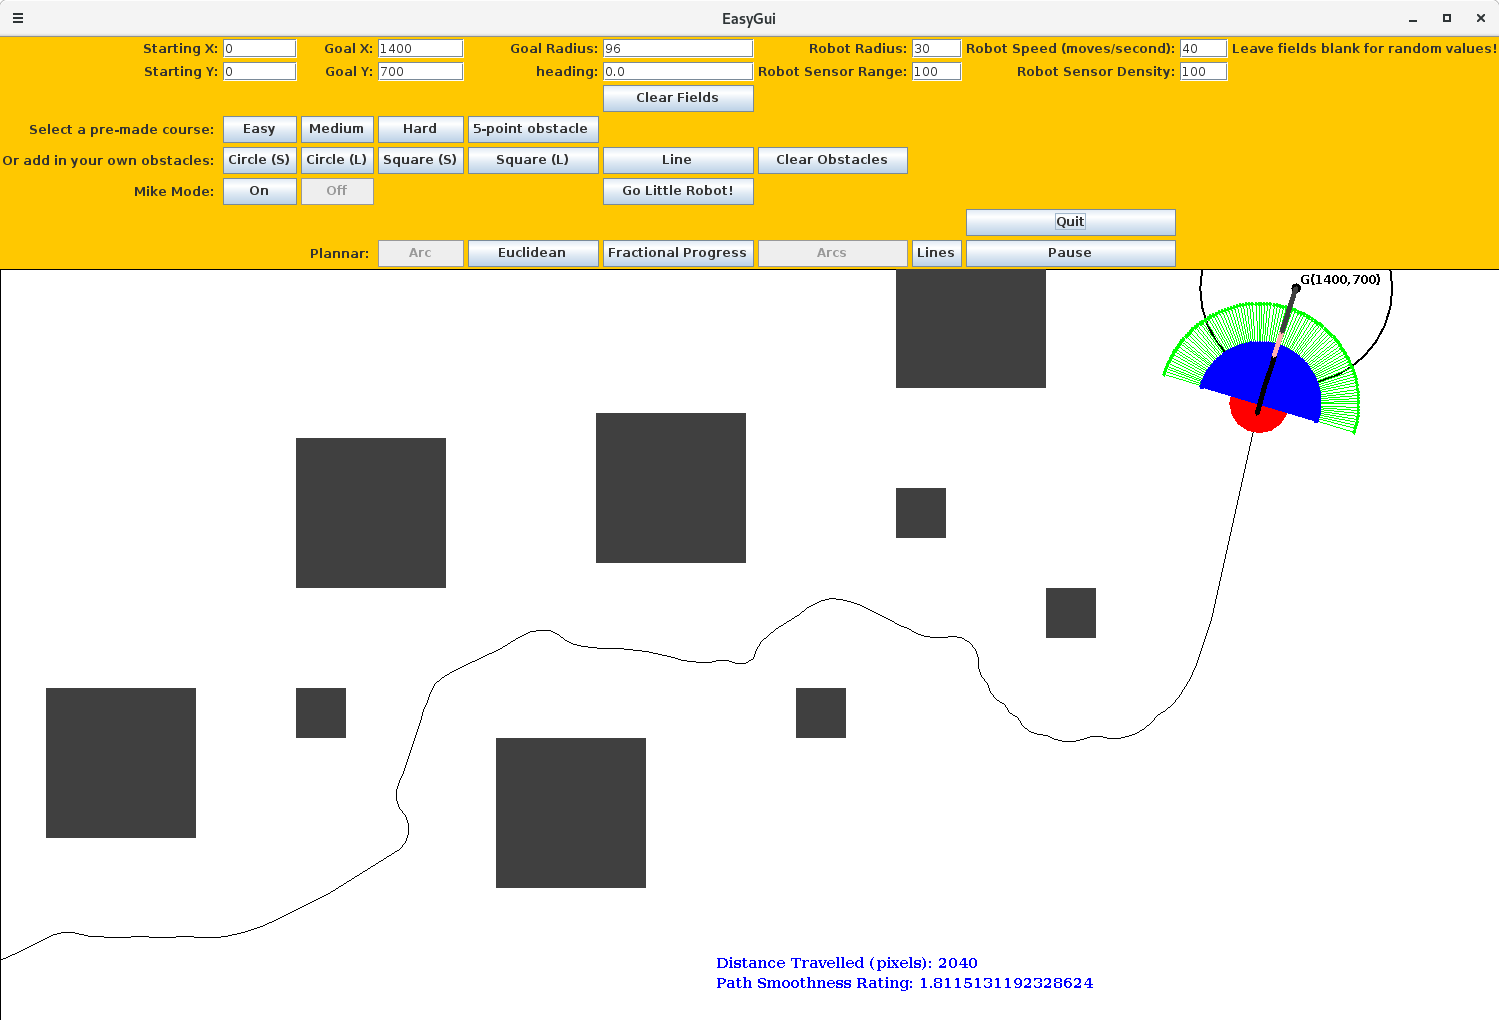 EasyGui
Starting X: 0 Goal X: 1400 Goal Radius: 96 Robot Radius: 30 Robot Speed (moves/second): 40 Leave fields blank for random values!
Starting Y: 0 Goal Y: 700 heading: 0.0 Robot Sensor Range: 100 Robot Sensor Density: 100
Clear Fields
Select a pre-made course: Easy Medium Hard 5-point obstacle
Or add in your own obstacles: Circle (S) Circle (L) Square (S) Square (L) Line Clear Obstacles
Mike Mode: On Off Go Little Robot!
Quit
Plannar: Arc Euclidean Fractional Progress Arcs Lines Pause
G(1400,700)
Distance Travelled (pixels): 2040
Path Smoothness Rating: 1.8115131192328624